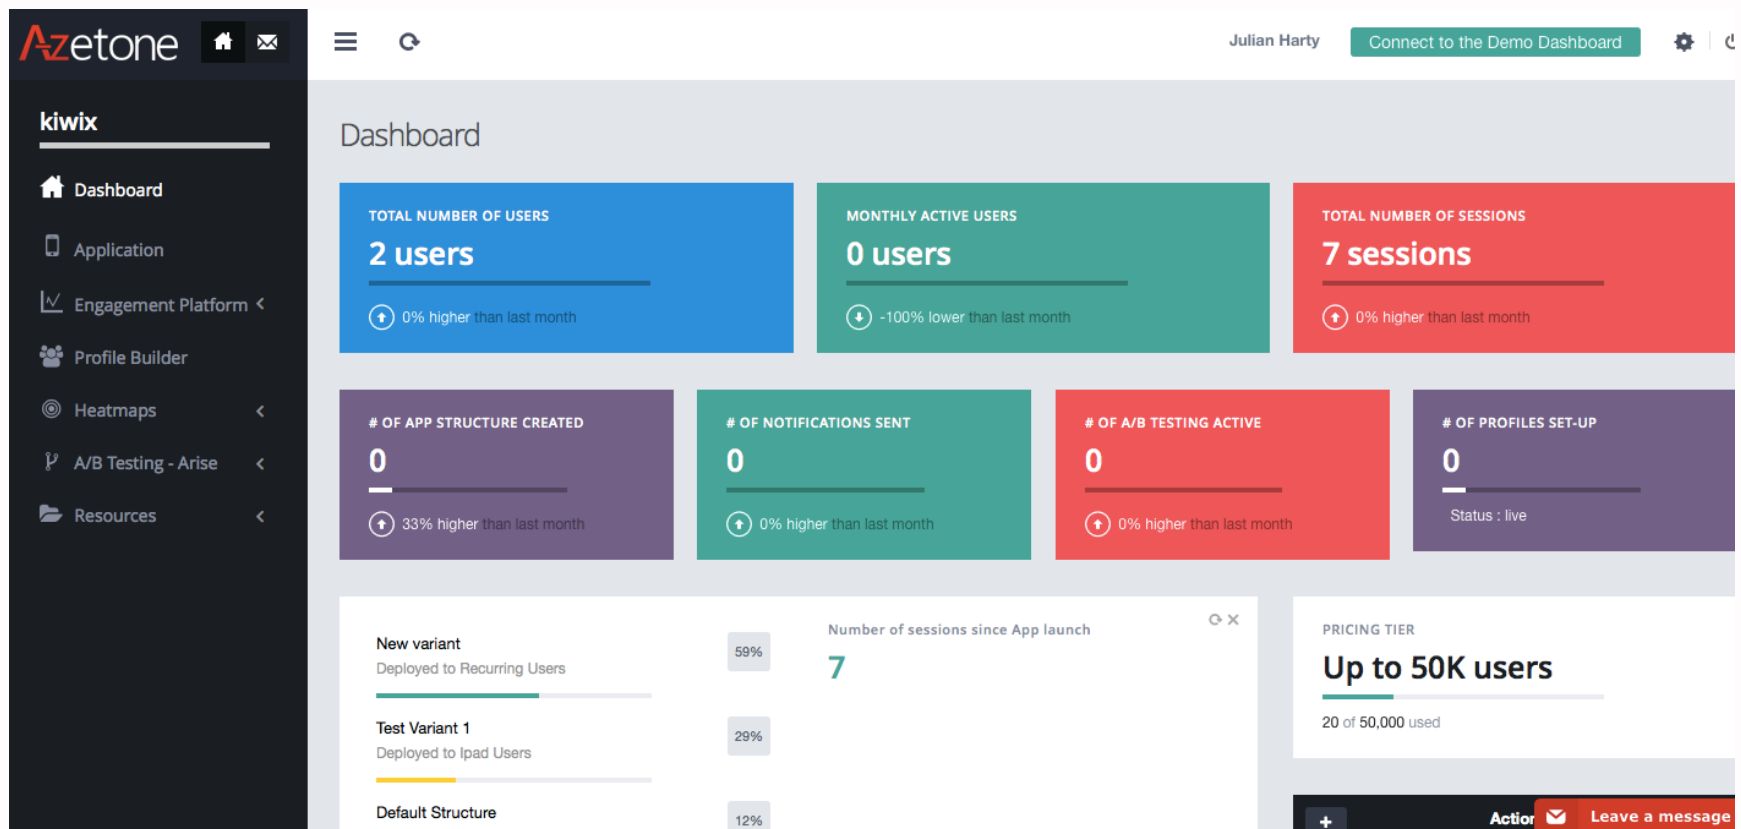 Azetone
Julian Harty
Connect to the Demo Dashboard
kiwix
Dashboard
Application
Engagement Platform
Profile Builder
Heatmaps
A/B Testing - Arise
Resources
Dashboard
TOTAL NUMBER OF USERS
2 users
0% higher than last month
MONTHLY ACTIVE USERS
0 users
-100% lower than last month
TOTAL NUMBER OF SESSIONS
7 sessions
0% higher than last month
# OF APP STRUCTURE CREATED
0
33% higher than last month
# OF NOTIFICATIONS SENT
0
0% higher than last month
# OF A/B TESTING ACTIVE
0
0% higher than last month
# OF PROFILES SET-UP
0
Status : live
New variant
Deployed to Recurring Users
59%
Test Variant 1
Deployed to Ipad Users
29%
Default Structure
12%
Number of sessions since App launch
7
PRICING TIER
Up to 50K users
20 of 50,000 used
Action
Leave a message